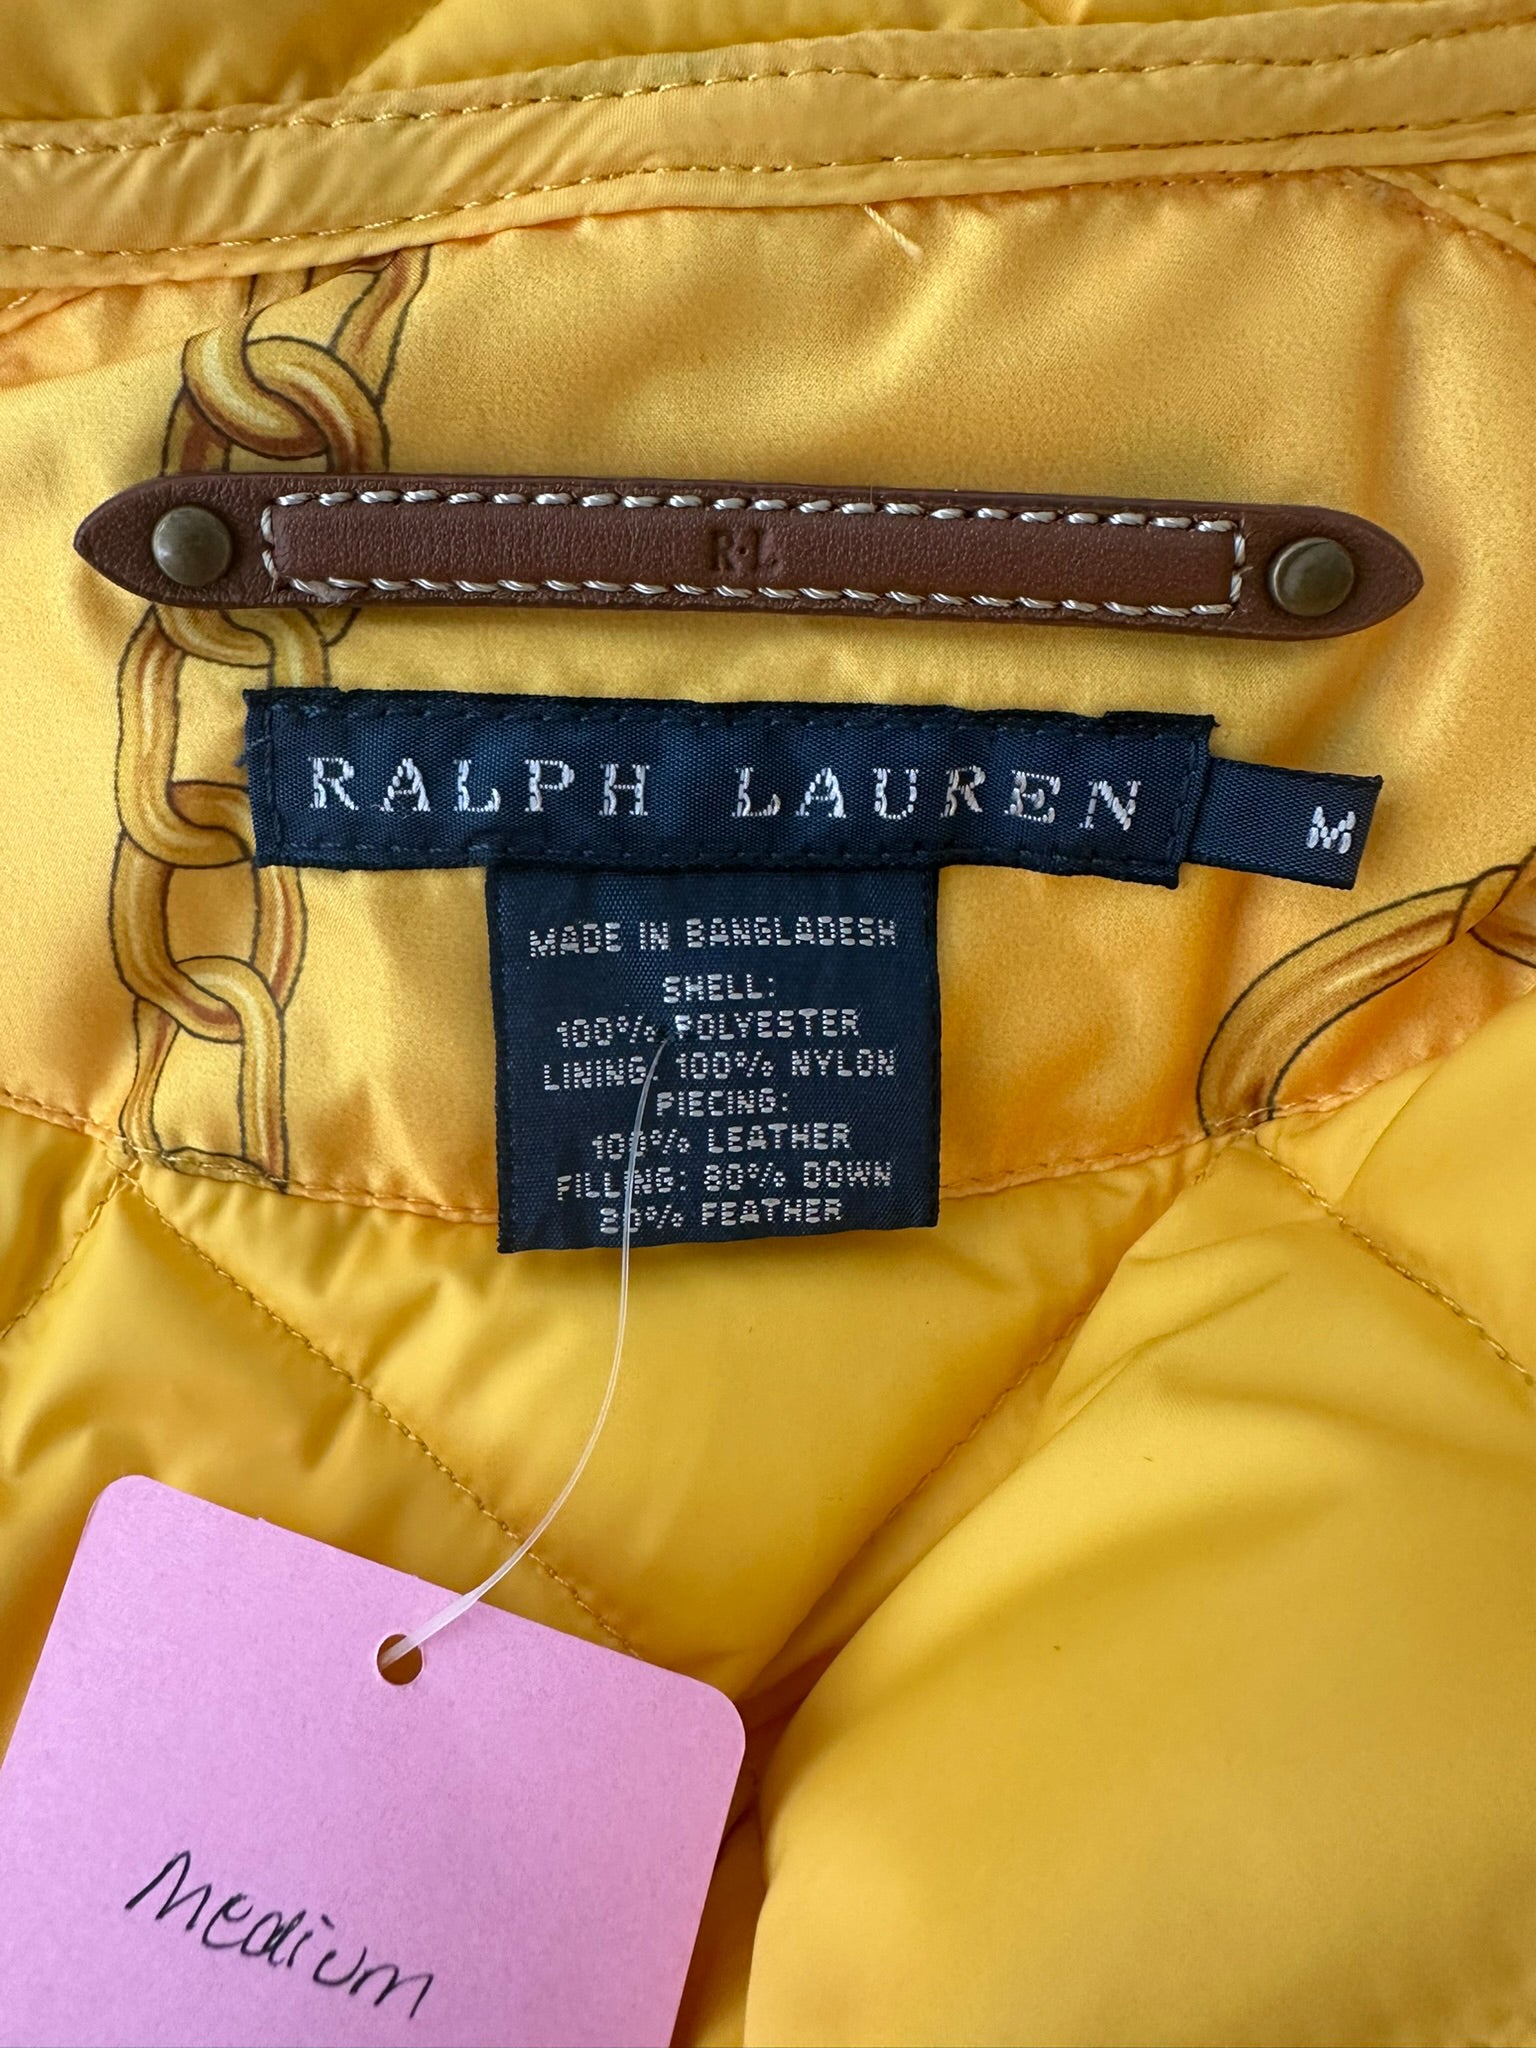 R·L
RALPH LAUREN
M
MADE IN BANGLADESH
SHELL:
100% POLYESTER
LINING: 100% NYLON
PIECING:
100% LEATHER
FILLING: 80% DOWN
20% FEATHER
Medium